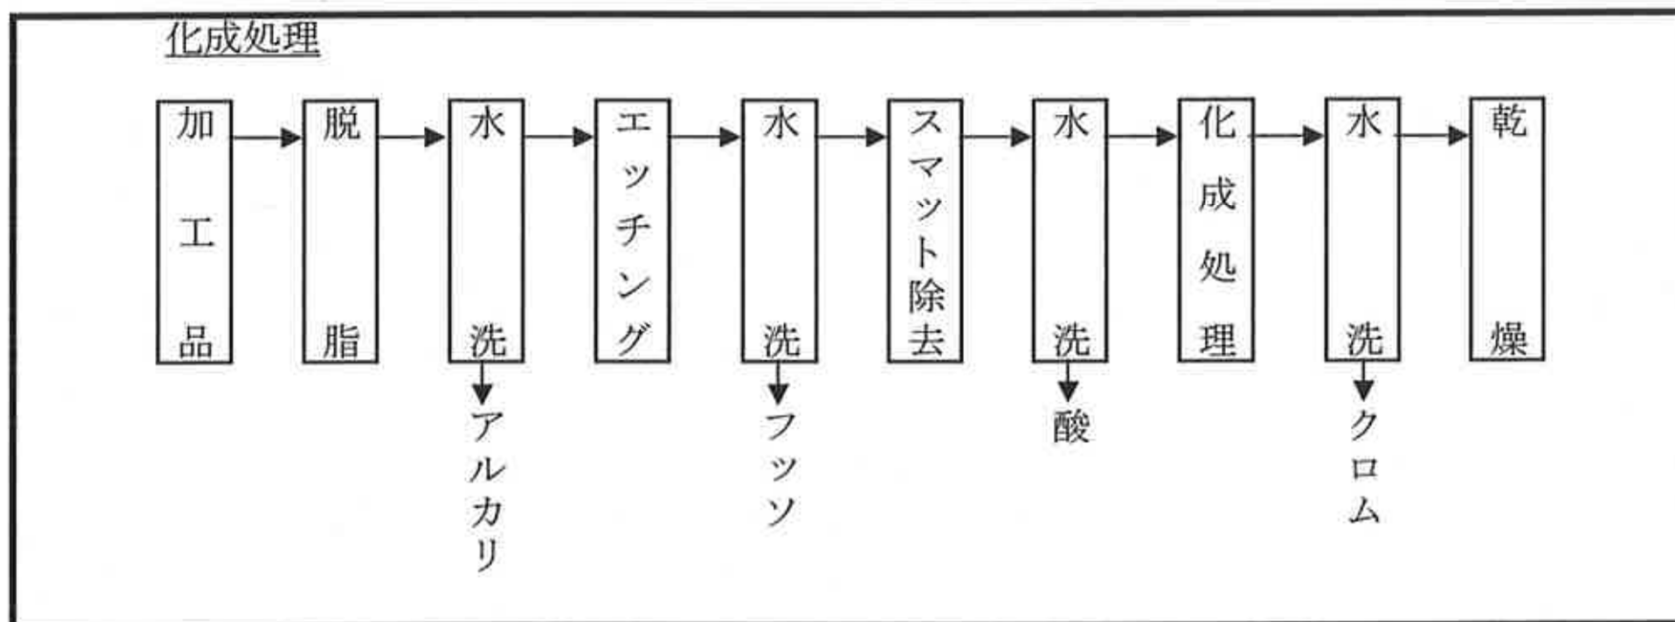 化成処理
加工品
脱脂
水洗
エッチング
水洗
スマット除去
水洗
化成処理
水洗
乾燥
アルカリ
フッソ
酸
クロム